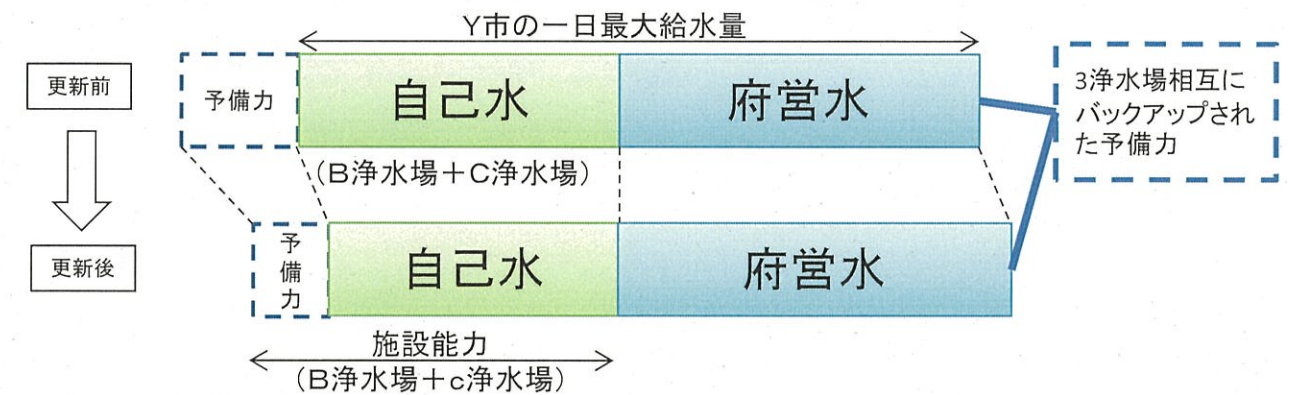 Y市の一日最大給水量
更新前
予備力
自己水
府営水
3浄水場相互に
バックアップされ
た予備力
(B浄水場+C浄水場)
更新後
予
備
力
自己水
府営水
施設能力
(B浄水場+c浄水場)